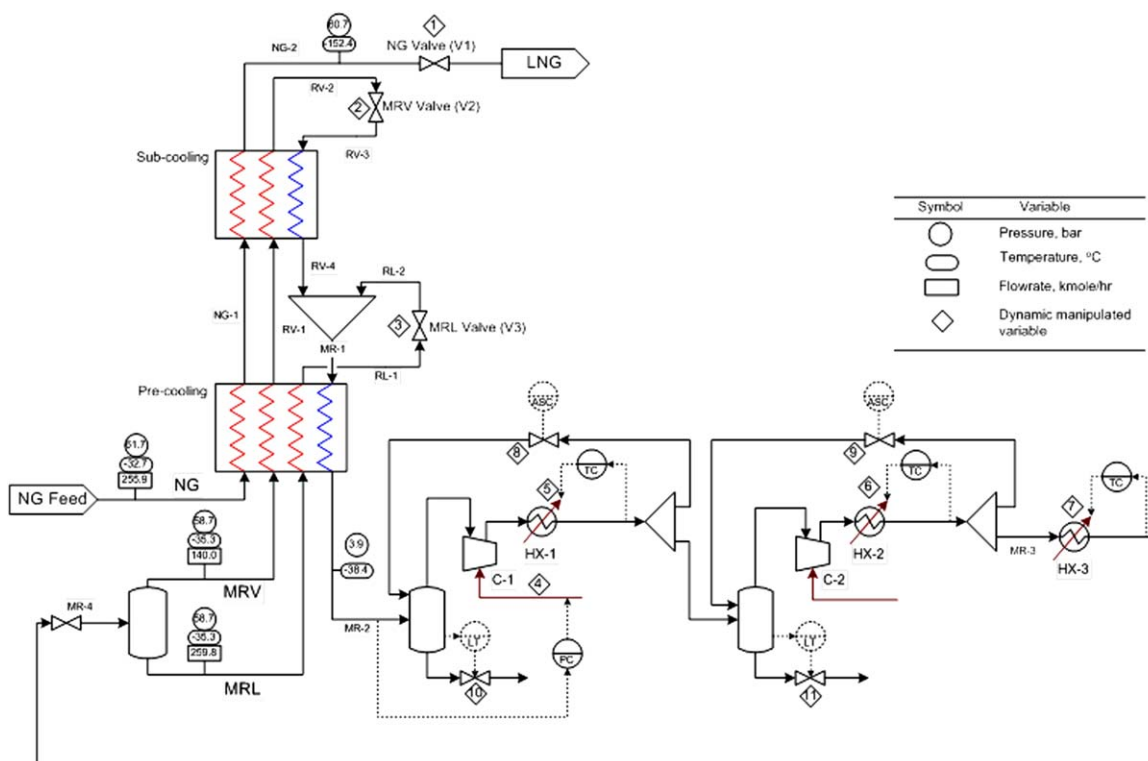 1
60.7
-152.4
NG-2
NG Valve (V1)
LNG
RV-2
2
MRV Valve (V2)
Sub-cooling
RV-3
Symbol Variable
Pressure, bar
Temperature, °C
Flowrate, kmole/hr
Dynamic manipulated
variable
RV-4
RL-2
NG-1
RV-1
3
MRL Valve (V3)
MR-1
RL-1
Pre-cooling
ASC
ASC
8
9
61.7
-32.7
255.9
NG Feed
NG
TC
TC
TC
5
6
7
58.7
-35.3
140.0
3.9
-38.4
HX-1
HX-2
MR-3
HX-3
C-1
C-2
MRV
4
MR-4
58.7
-35.3
259.8
MR-2
LT
PC
LT
MRL
10
11